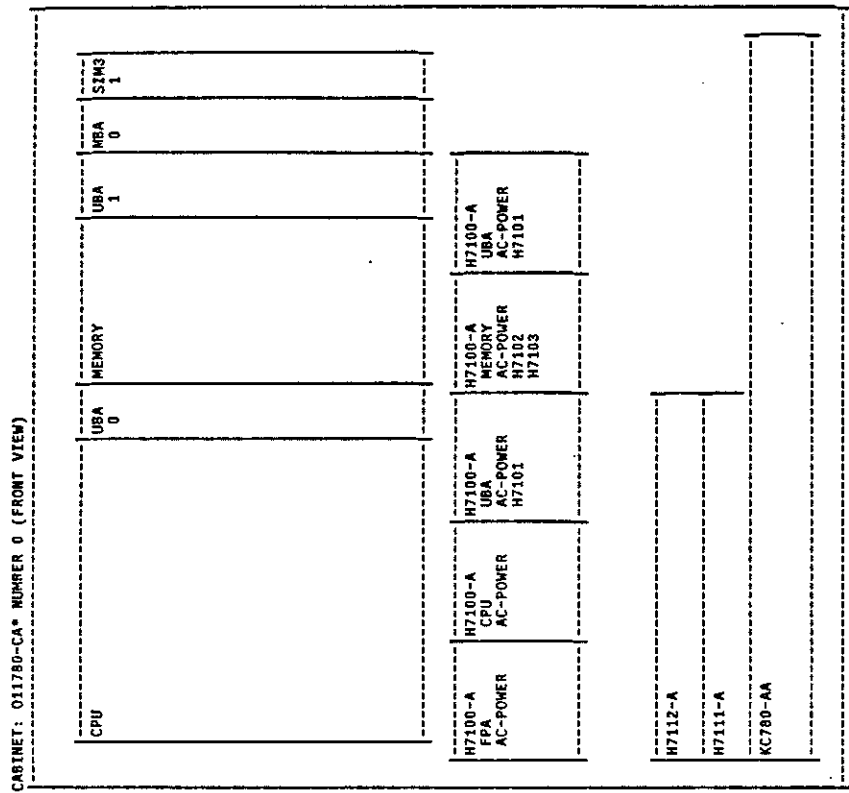 CABINET: 011780-CA* NUMRER 0 (FRONT VIEW)
CPU
UBA
0
MEMORY
UBA
1
MBA
0
SIM3
1
H7100-A
FPA
AC-POWER
H7100-A
CPU
AC-POWER
H7100-A
UBA
AC-POWER
H7101
H7100-A
MEMORY
AC-POWER
H7102
H7103
H7100-A
UBA
AC-POWER
H7101
H7112-A
H7111-A
KC780-AA